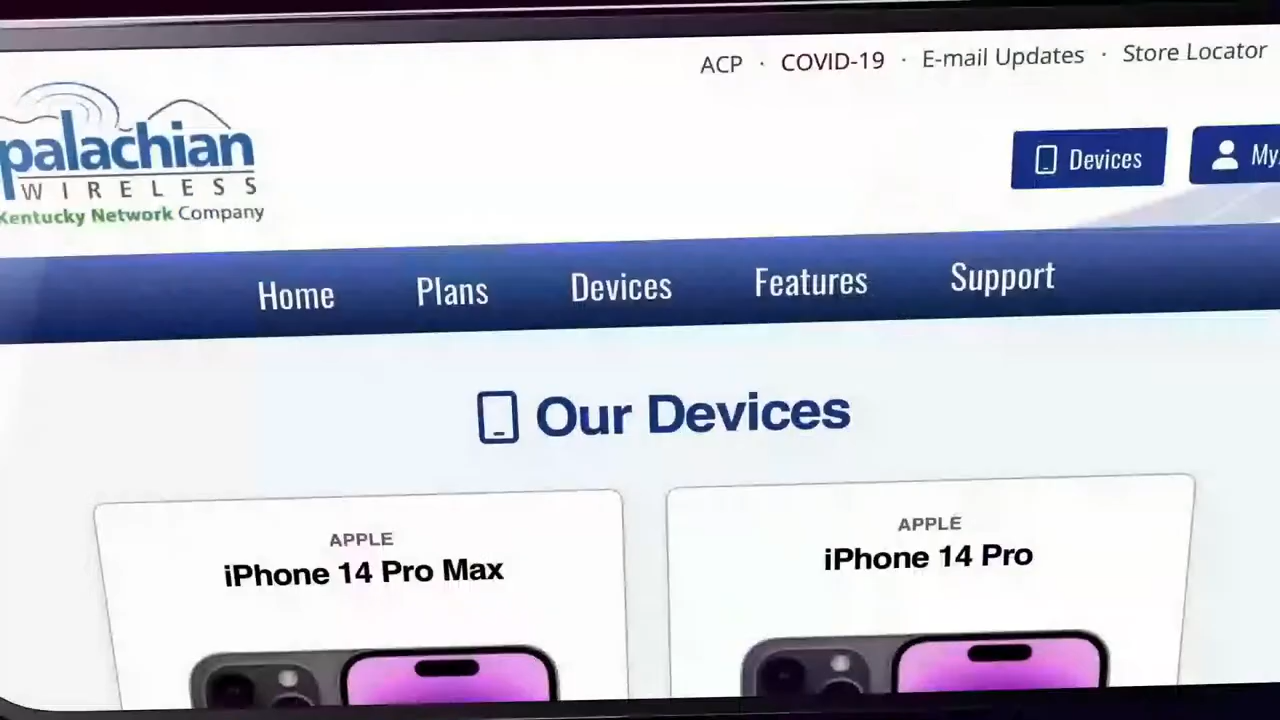 ACP · COVID-19 · E-mail Updates · Store Locator
palachian
WIRELESS
Kentucky Network Company
Devices
My
Home Plans Devices Features Support
Our Devices
APPLE
iPhone 14 Pro Max
APPLE
iPhone 14 Pro